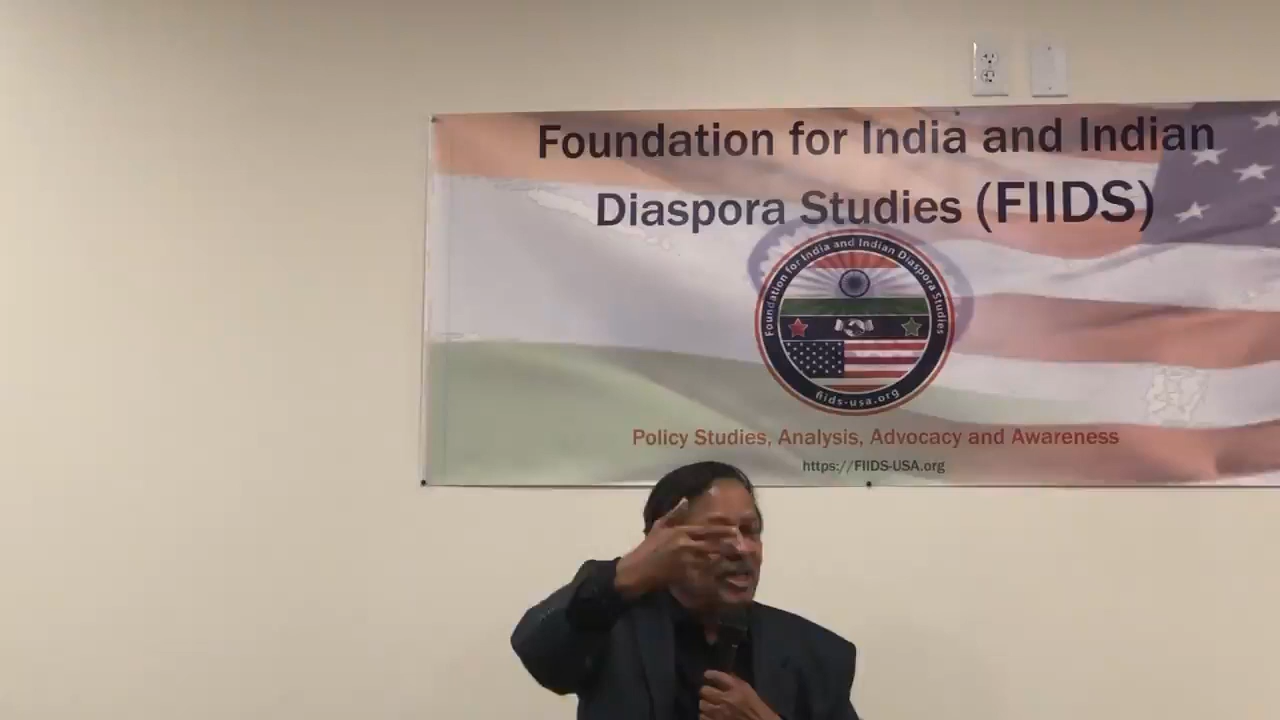 Foundation for India and Indian
Diaspora Studies (FIIDS)
Foundation for India and Indian Diaspora Studies
fiids-usa.org
Policy Studies, Analysis, Advocacy and Awareness
https://FIIDS-USA.org